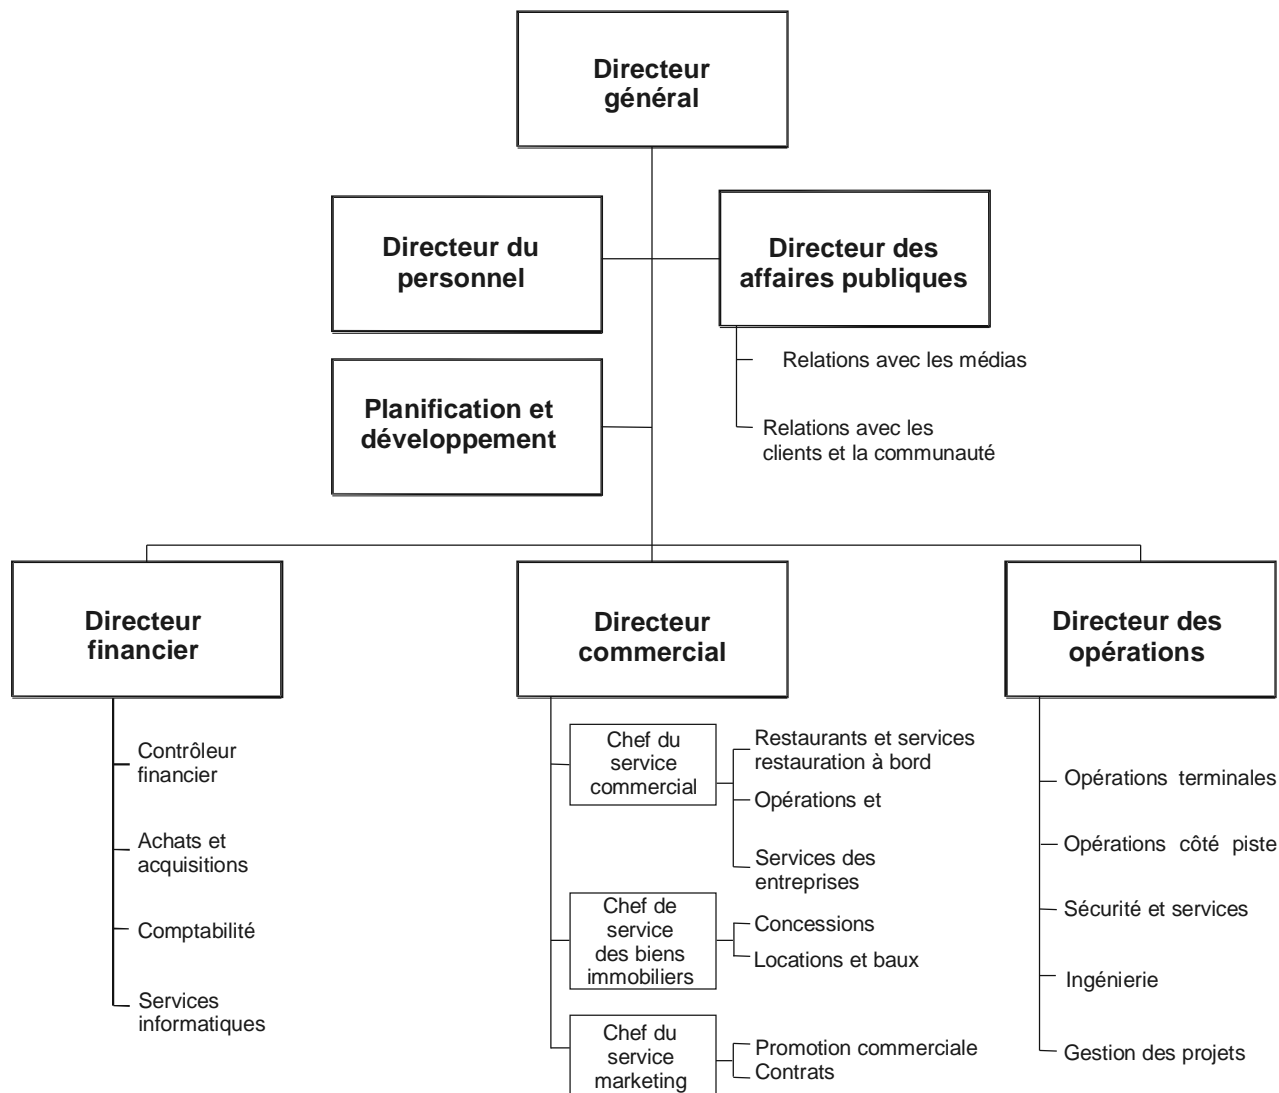 Directeur
général
Directeur du
personnel
Directeur des
affaires publiques
Relations avec les médias
Planification et
développement
Relations avec les
clients et la communauté
Directeur
financier
Directeur
commercial
Directeur des
opérations
Contrôleur
financier
Achats et
acquisitions
Comptabilité
Services
informatiques
Chef du
service
commercial
Restaurants et services
restauration à bord
Opérations et
Services des
entreprises
Chef de
service
des biens
immobiliers
Concessions
Locations et baux
Chef du
service
marketing
Promotion commerciale
Contrats
Opérations terminales
Opérations côté piste
Sécurité et services
Ingénierie
Gestion des projets